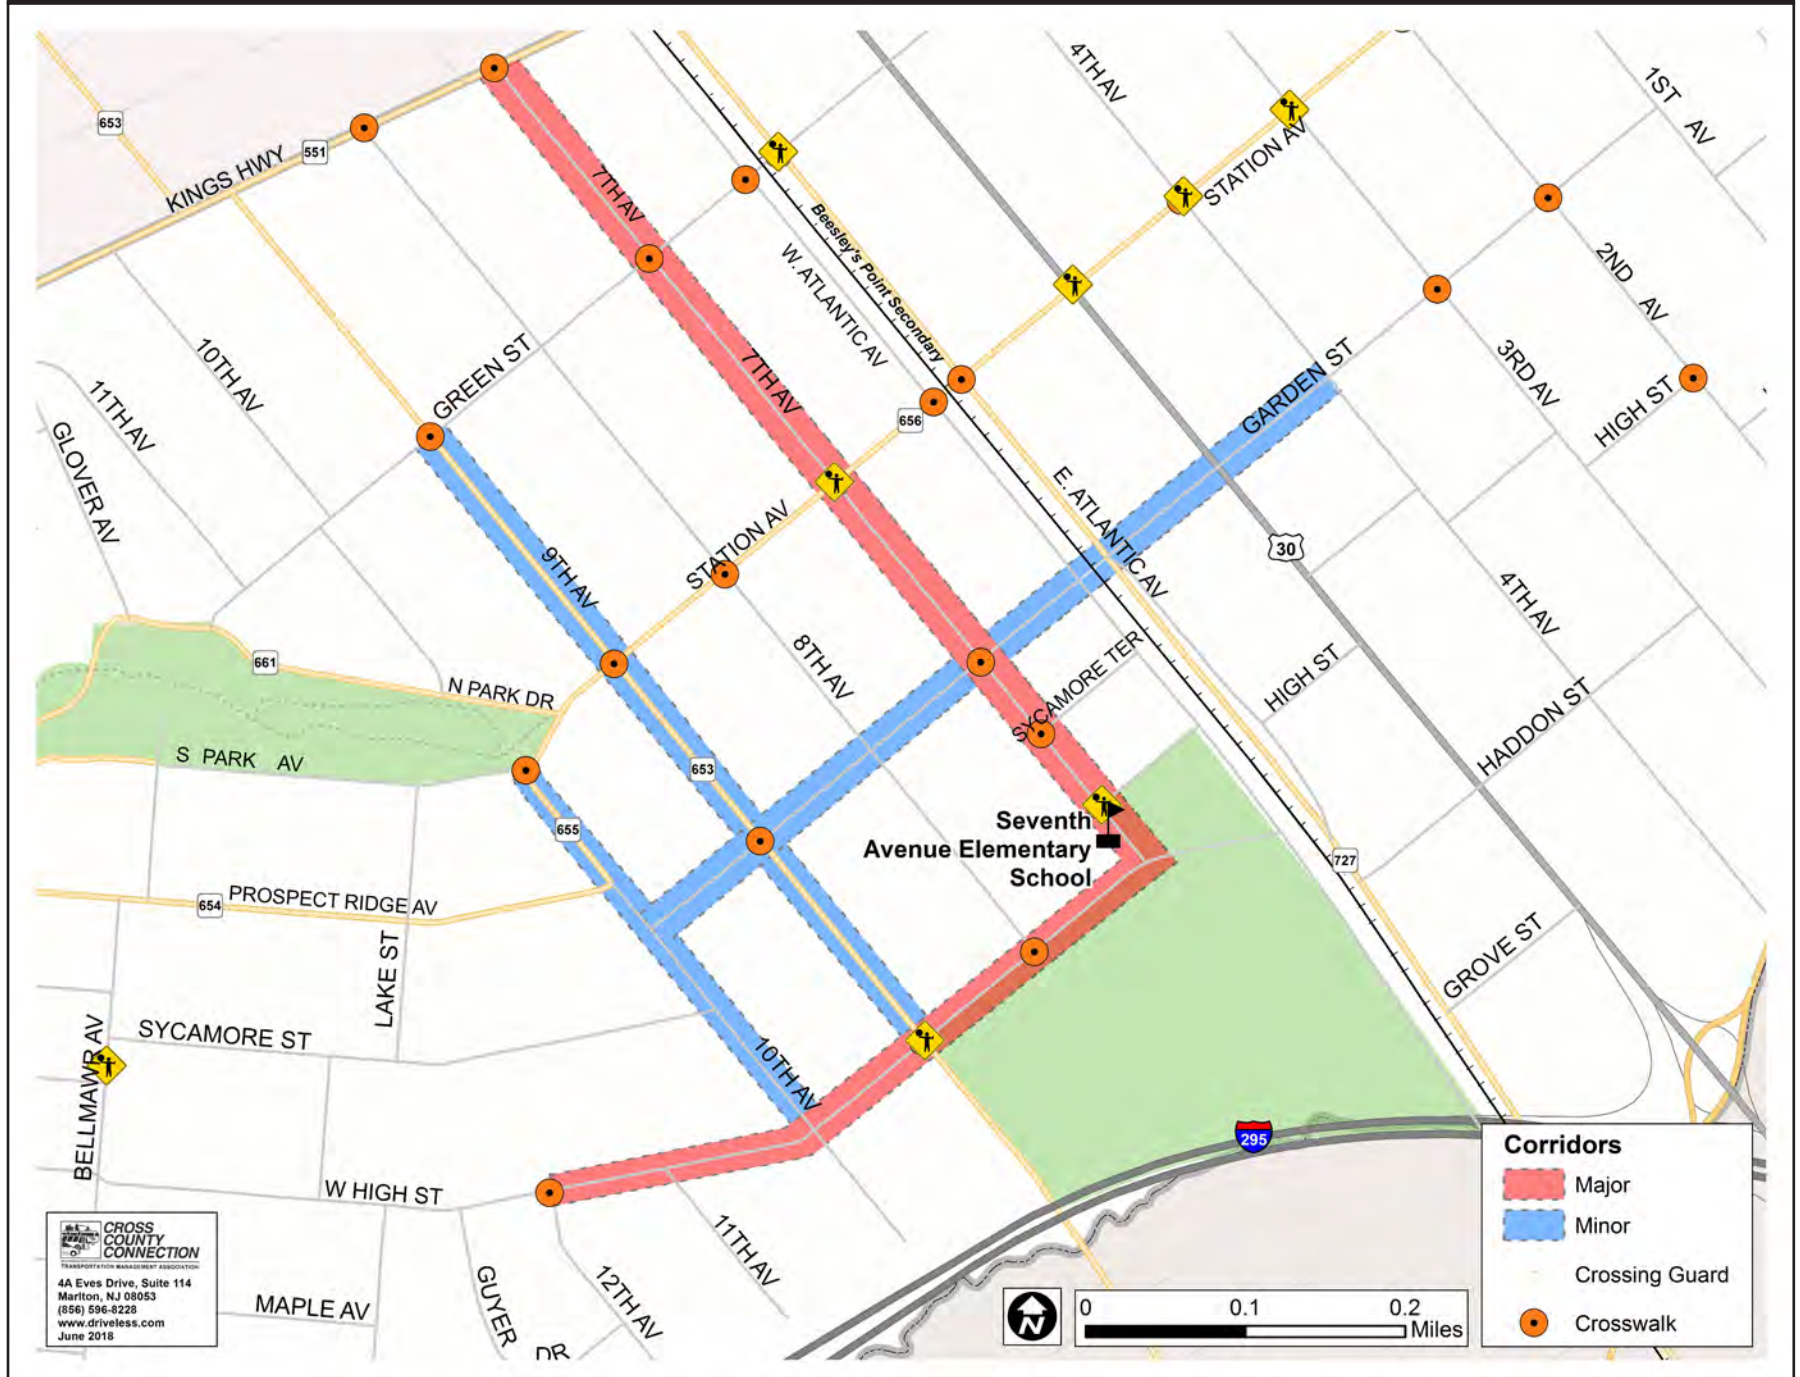 4TH AV
1ST AV
653
551
KINGS HWY
STATION AV
7TH AV
Beesley's Point Secondary
W. ATLANTIC AV
2ND AV
10TH AV
GREEN ST
7TH AV
GARDEN ST
3RD AV
11TH AV
656
HIGH ST
GLOVER AV
E. ATLANTIC AV
STATION AV
30
9TH AV
4TH AV
661
8TH AV
SYCAMORE TER
HIGH ST
N PARK DR
HADDON ST
S PARK AV
653
655
Seventh
Avenue Elementary
School
727
654
PROSPECT RIDGE AV
LAKE ST
GROVE ST
SYCAMORE ST
BELLMAWR AV
10TH AV
295
W HIGH ST
11TH AV
GUYER DR
12TH AV
MAPLE AV
CROSS
COUNTY
CONNECTION
TRANSPORTATION MANAGEMENT ASSOCIATION
4A Eves Drive, Suite 114
Marlton, NJ 08053
(856) 596-8228
www.driveless.com
June 2018
N
0 0.1 0.2
Miles
Corridors
Major
Minor
Crossing Guard
Crosswalk